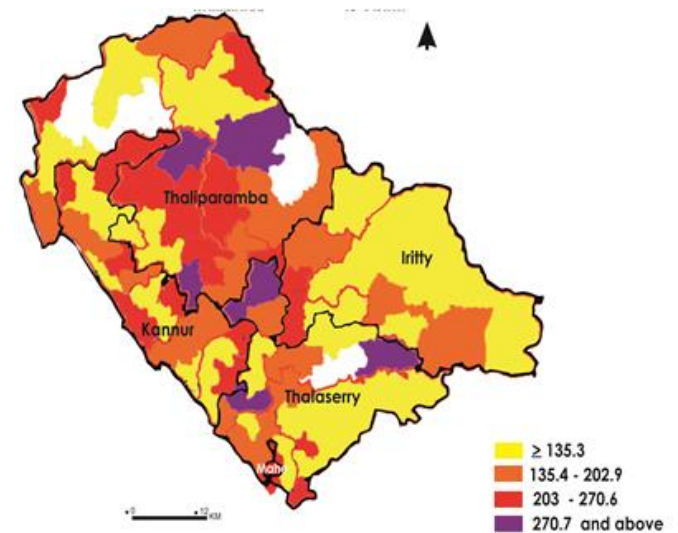 Thaliparamba
Iritty
Kannur
Thalaserry
Mahe
≥ 135.3
135.4 - 202.9
203 - 270.6
270.7 and above
0 12 KM